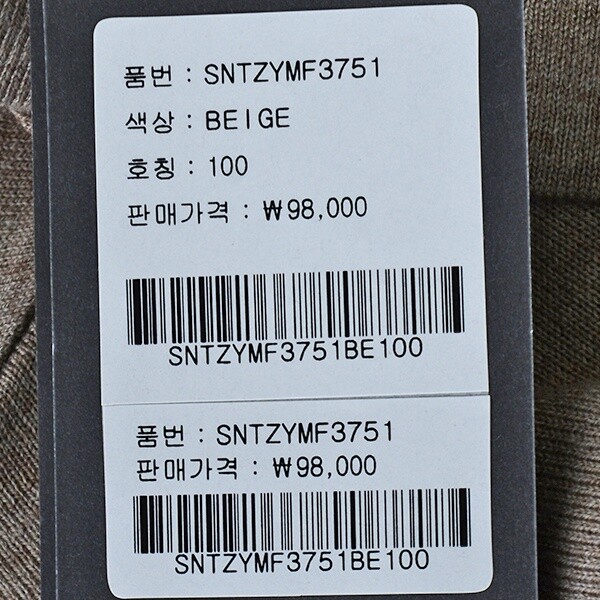 품번 : SNTZYMF3751
색상 : BEIGE
호칭 : 100
판매가격 : ₩98,000
SNTZYMF3751BE100
품번 : SNTZYMF3751
판매가격 : ₩98,000
SNTZYMF3751BE100